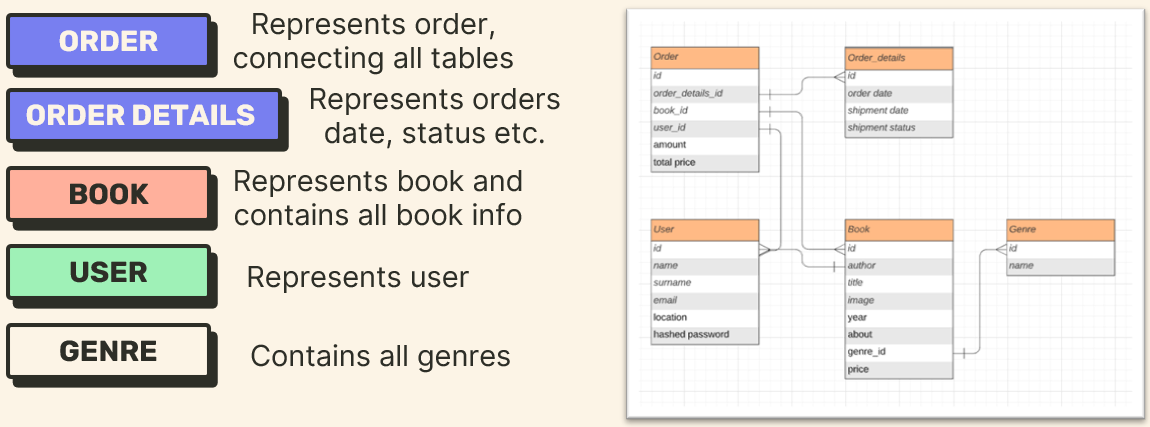 ORDER
Represents order,
connecting all tables
ORDER DETAILS
Represents orders
date, status etc.
BOOK
Represents book and
contains all book info
USER
Represents user
GENRE
Contains all genres
Order
id
order_details_id
book_id
user_id
amount
total price
Order_details
id
order date
shipment date
shipment status
User
id
name
surname
email
location
hashed password
Book
id
author
title
image
year
about
genre_id
price
Genre
id
name